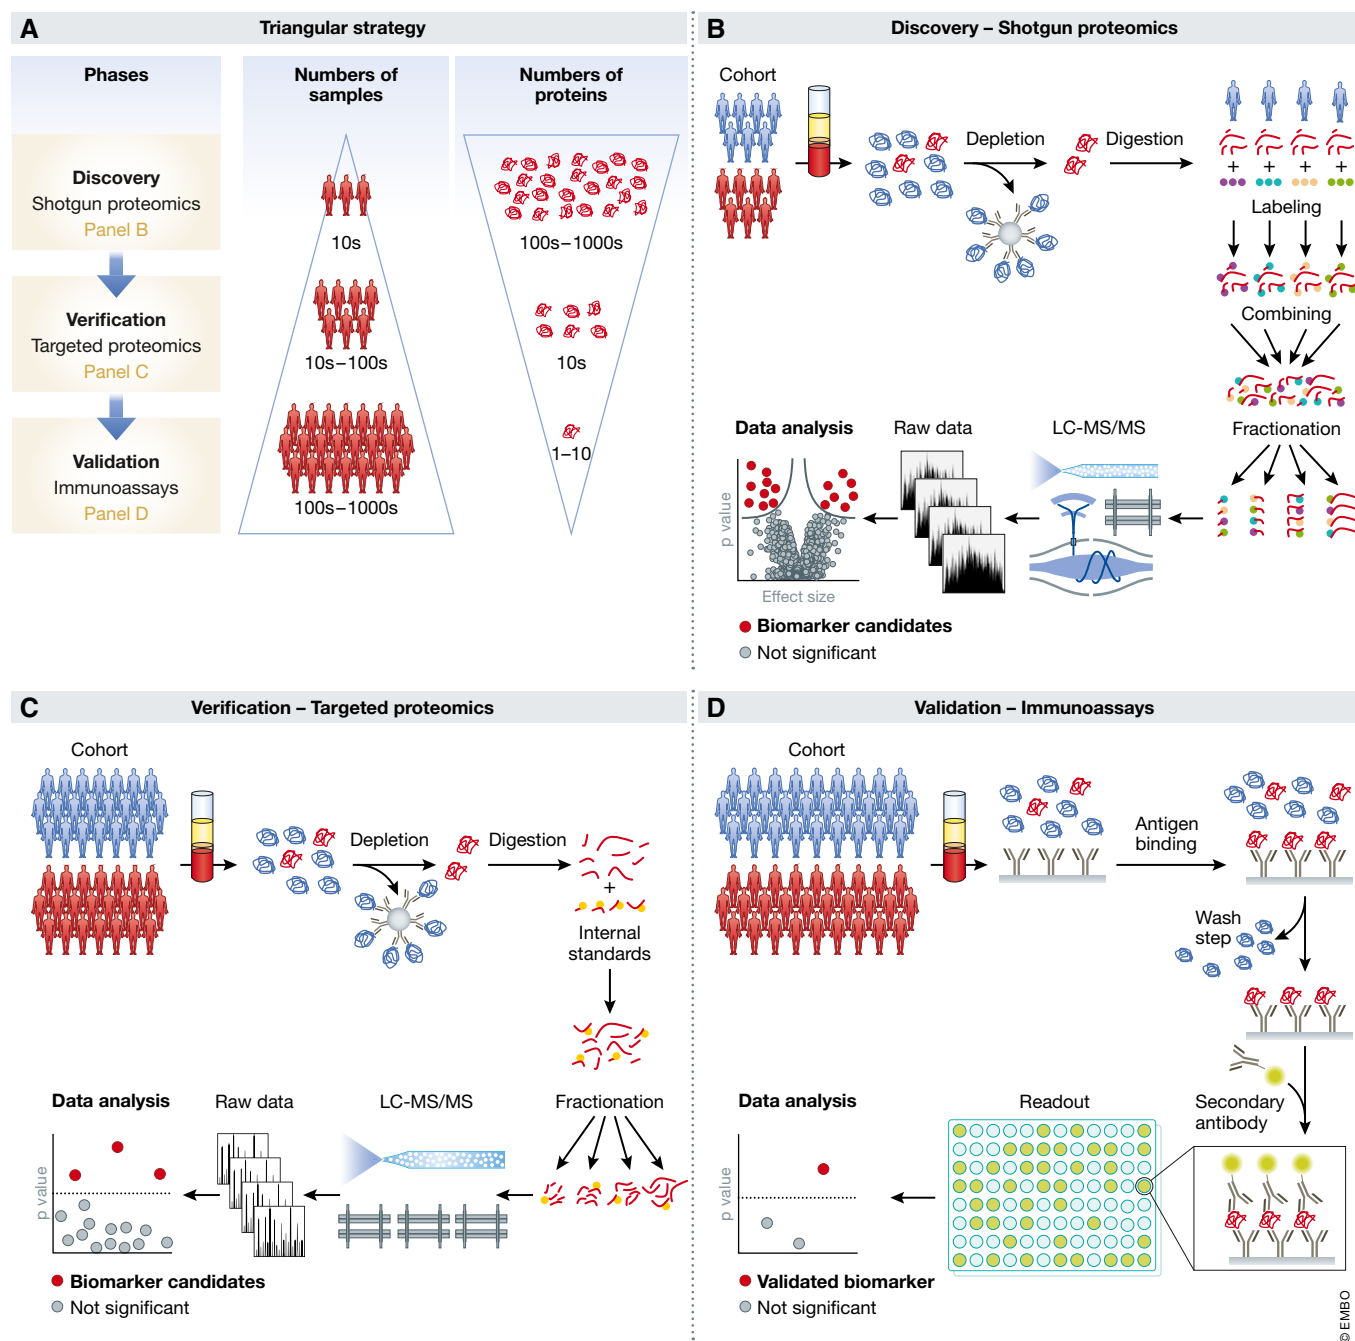 A
Triangular strategy
Phases
Numbers of
samples
Numbers of
proteins
Discovery
Shotgun proteomics
Panel B
10s
100s–1000s
Verification
Targeted proteomics
Panel C
10s–100s
10s
Validation
Immunoassays
Panel D
100s–1000s
1–10
B
Discovery – Shotgun proteomics
Cohort
Depletion
Digestion
+ + + +
Labeling
Combining
Fractionation
LC-MS/MS
Raw data
Data analysis
p value
Effect size
Biomarker candidates
Not significant
C
Verification – Targeted proteomics
Cohort
Depletion
Digestion
+
Internal
standards
Fractionation
LC-MS/MS
Raw data
Data analysis
p value
Biomarker candidates
Not significant
D
Validation – Immunoassays
Cohort
Antigen
binding
Wash
step
Secondary
antibody
Readout
Data analysis
p value
Validated biomarker
Not significant
© EMBO